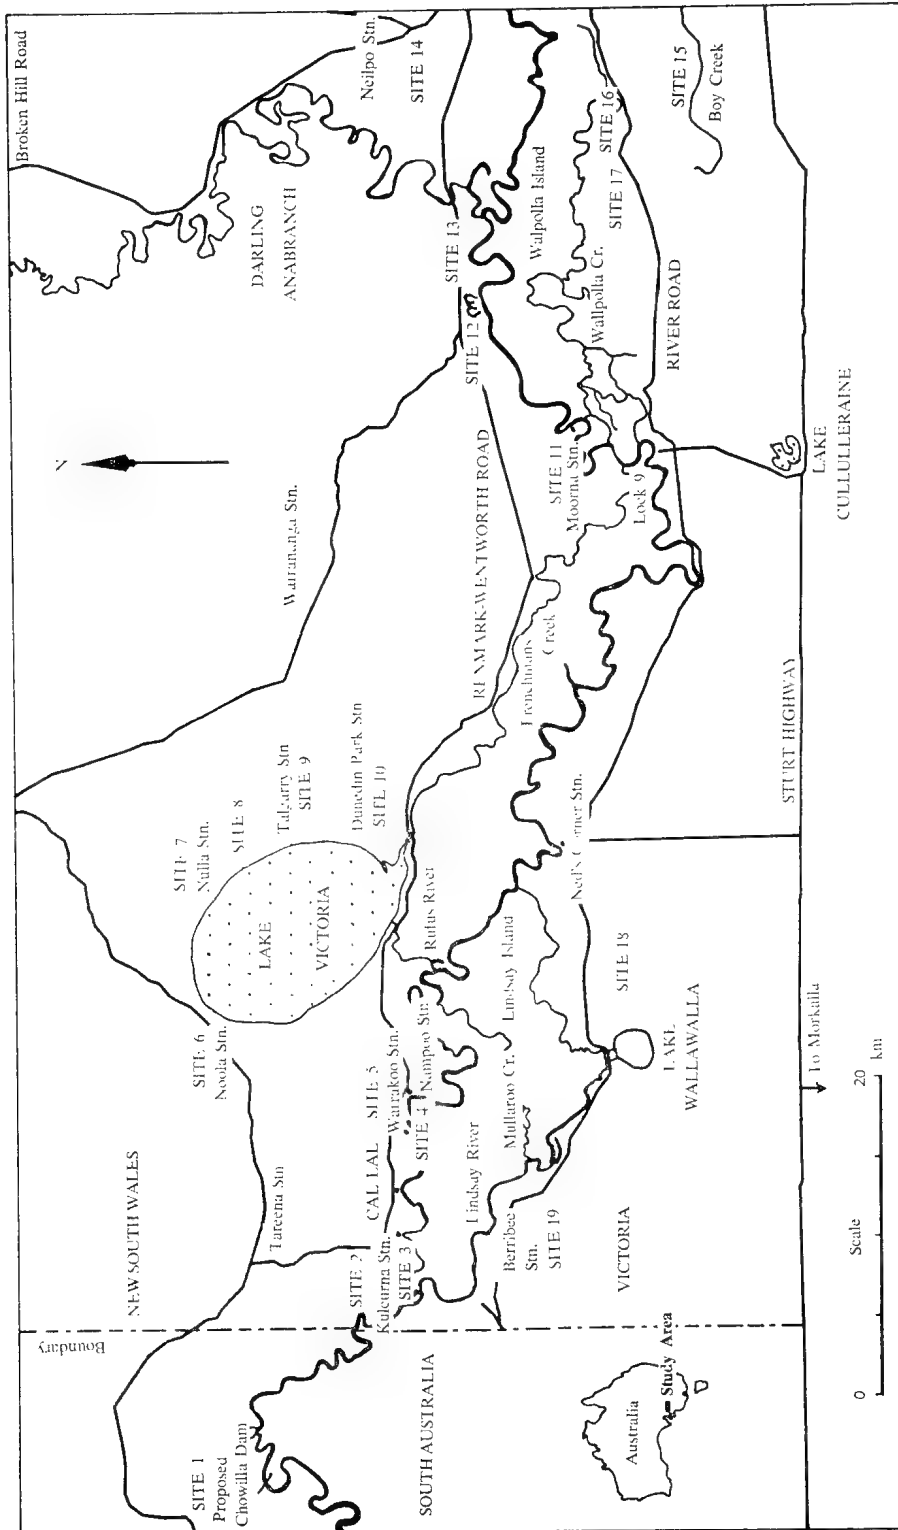 Broken Hill Road
Boundary
NEW SOUTH WALES
SITE 1
Proposed
Chowilla Dam
SITE 6
Noola Stn.
SITE 7
Nulla Stn.
SITE 8
Talgarry Stn
SITE 9
Dunedin Park Stn
SITE 10
Warrananga Stn.
N
DARLING
ANABRANCH
Neilpo Stn.
SITE 14
Tareena Stn
LAKE
VICTORIA
SITE 2
Kulcurna Stn.
SITE 3
CAL LAL
SITE 5
Warrakoo Stn.
SITE 4
Nampoo Stn
Rufus River
RENMARK-WENTWORTH ROAD
SITE 12
SITE 13
SOUTH AUSTRALIA
Lindsay River
Mullaroo Cr.
Lindsay Island
Frenchmans
Creek
SITE 11
Moorna Stn.
Lock 9
Walpolla Island
Wallpolla Cr.
SITE 16
SITE 17
Berribee
Stn.
SITE 19
Ned's Corner Stn.
SITE 18
RIVER ROAD
SITE 15
Boy Creek
VICTORIA
LAKE
WALLAWALLA
Australia
Study Area
STURT HIGHWAY
LAKE
CULLULLERAINE
To Morkalla
Scale
0
20
km